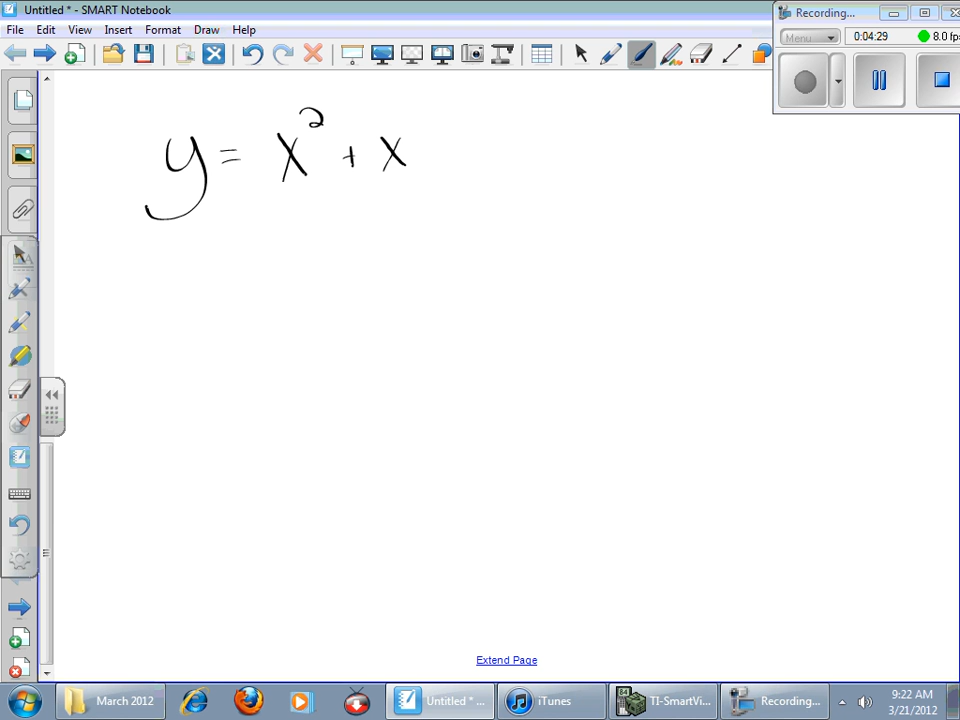 Untitled * - SMART Notebook
File Edit View Insert Format Draw Help
Recording...
Menu
0:04:29
8.0 fps
y = x² + x
Extend Page
March 2012
Untitled * ...
iTunes
TI-SmartVi...
Recording...
9:22 AM
3/21/2012